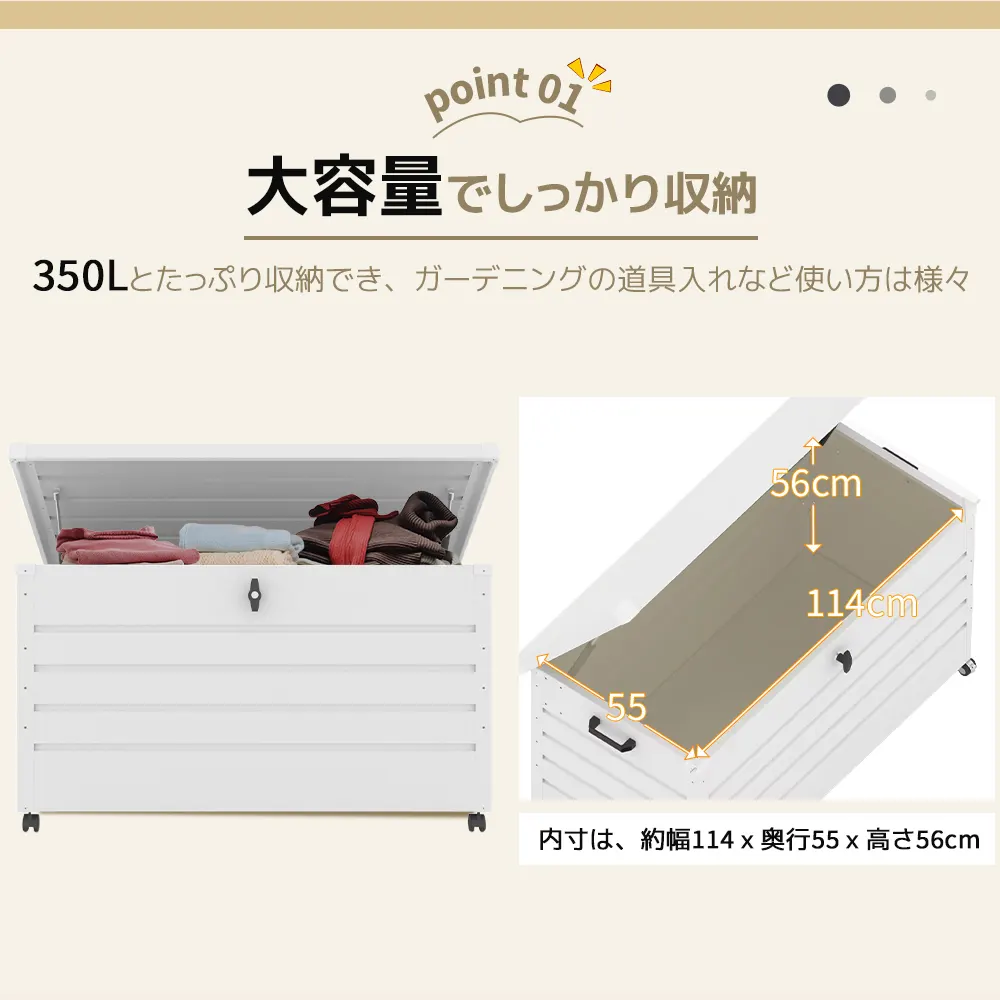 point 01
大容量でしっかり収納
350Lとたっぷり収納でき、ガーデニングの道具入れなど使い方は様々
56cm
114cm
55
内寸は、約幅114 x 奥行55 x 高さ56cm